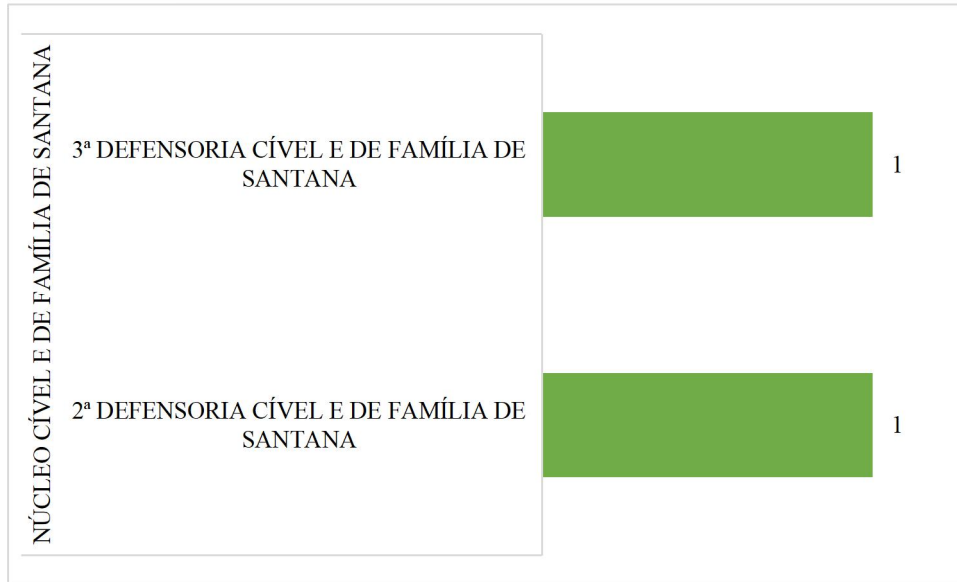 NÚCLEO CÍVEL E DE FAMÍLIA DE SANTANA
3ª DEFENSORIA CÍVEL E DE FAMÍLIA DE
SANTANA
1
2ª DEFENSORIA CÍVEL E DE FAMÍLIA DE
SANTANA
1